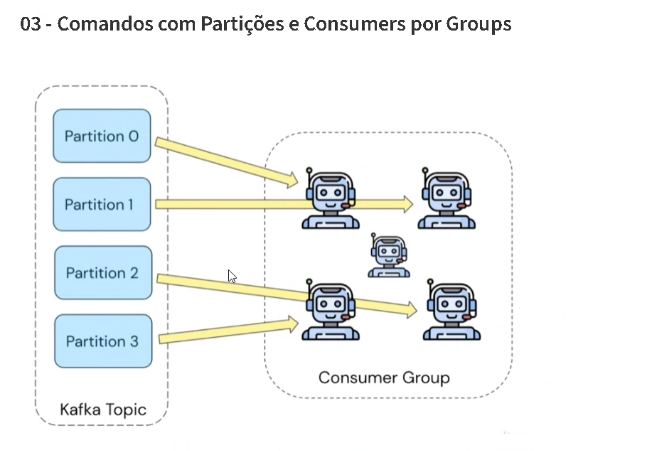 03 - Comandos com Partições e Consumers por Groups
Partition 0
Partition 1
Partition 2
Partition 3
Consumer Group
Kafka Topic